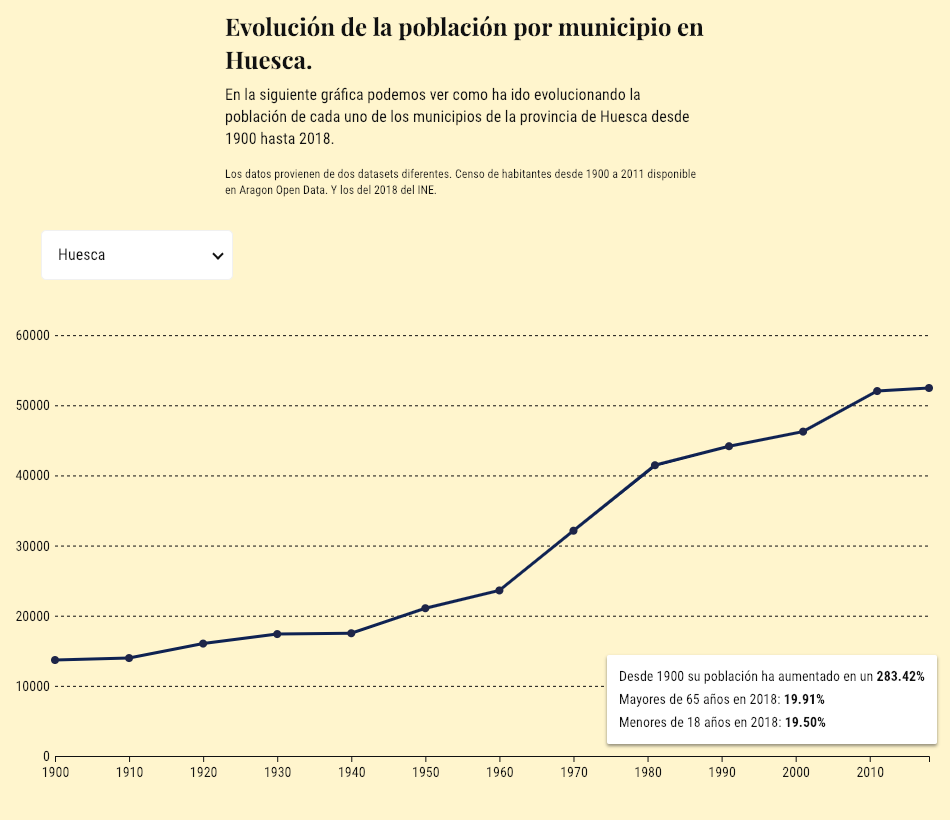 Evolución de la población por municipio en
Huesca.
En la siguiente gráfica podemos ver como ha ido evolucionando la
población de cada uno de los municipios de la provincia de Huesca desde
1900 hasta 2018.
Los datos provienen de dos datasets diferentes. Censo de habitantes desde 1900 a 2011 disponible
en Aragon Open Data. Y los del 2018 del INE.
Huesca
60000
50000
40000
30000
20000
10000
0
Desde 1900 su población ha aumentado en un 283.42%
Mayores de 65 años en 2018: 19.91%
Menores de 18 años en 2018: 19.50%
1900 1910 1920 1930 1940 1950 1960 1970 1980 1990 2000 2010